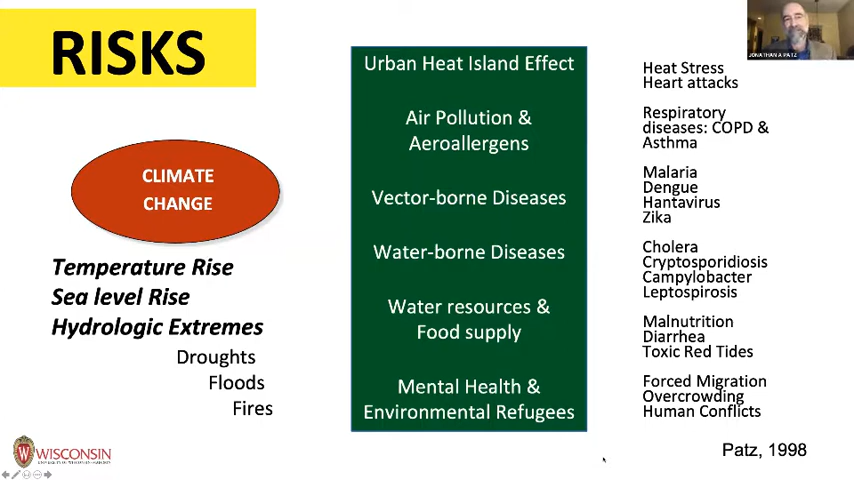 RISKS
CLIMATE
CHANGE
Temperature Rise
Sea level Rise
Hydrologic Extremes
Droughts
Floods
Fires
Urban Heat Island Effect
Air Pollution &
Aeroallergens
Vector-borne Diseases
Water-borne Diseases
Water resources &
Food supply
Mental Health &
Environmental Refugees
JONATHAN A PATZ
Heat Stress
Heart attacks
Respiratory
diseases: COPD &
Asthma
Malaria
Dengue
Hantavirus
Zika
Cholera
Cryptosporidiosis
Campylobacter
Leptospirosis
Malnutrition
Diarrhea
Toxic Red Tides
Forced Migration
Overcrowding
Human Conflicts
Patz, 1998
WISCONSIN